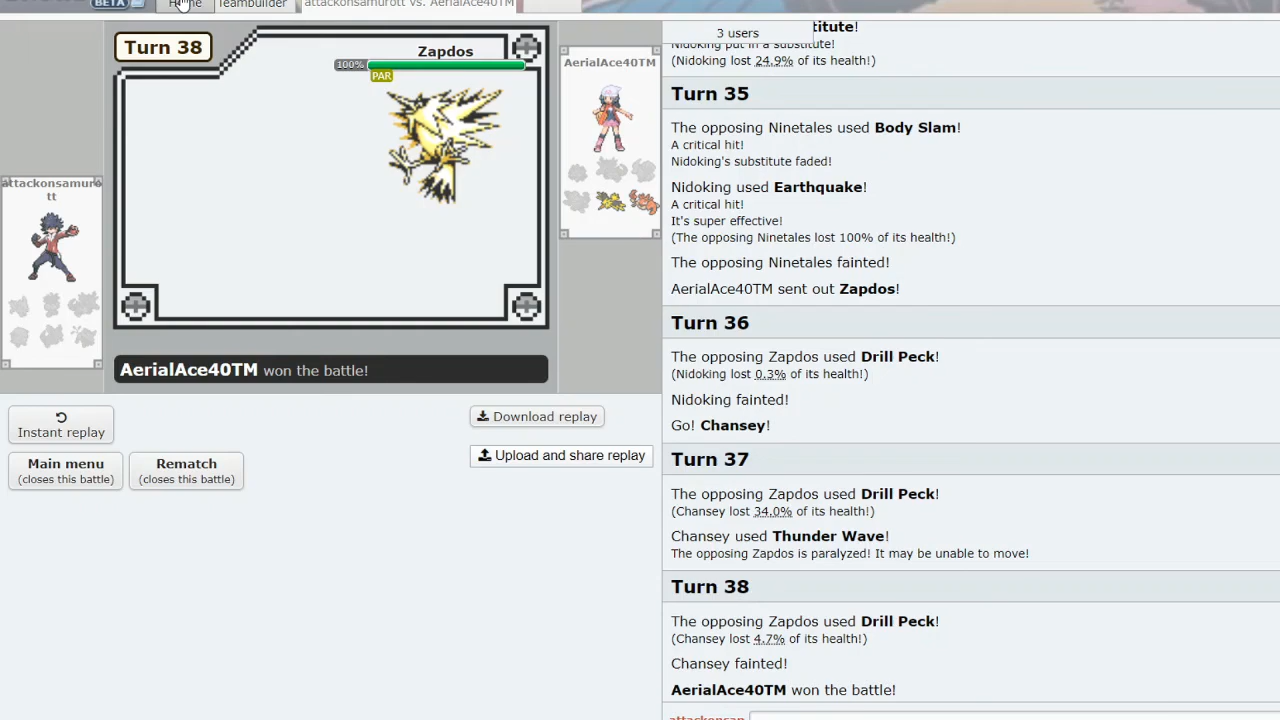 BETA
Home
Teambuilder
attackonsamurott vs. AerialAce40TM
Turn 38
Zapdos
100%
PAR
AerialAce40TM
attackonsamuro
tt
AerialAce40TM won the battle!
Instant replay
Download replay
Upload and share replay
Main menu
(closes this battle)
Rematch
(closes this battle)
3 users
titute!
Nidoking put in a substitute!
(Nidoking lost 24.9% of its health!)
Turn 35
The opposing Ninetales used Body Slam!
A critical hit!
Nidoking's substitute faded!
Nidoking used Earthquake!
A critical hit!
It's super effective!
(The opposing Ninetales lost 100% of its health!)
The opposing Ninetales fainted!
AerialAce40TM sent out Zapdos!
Turn 36
The opposing Zapdos used Drill Peck!
(Nidoking lost 0.3% of its health!)
Nidoking fainted!
Go! Chansey!
Turn 37
The opposing Zapdos used Drill Peck!
(Chansey lost 34.0% of its health!)
Chansey used Thunder Wave!
The opposing Zapdos is paralyzed! It may be unable to move!
Turn 38
The opposing Zapdos used Drill Peck!
(Chansey lost 4.7% of its health!)
Chansey fainted!
AerialAce40TM won the battle!
attackonsam